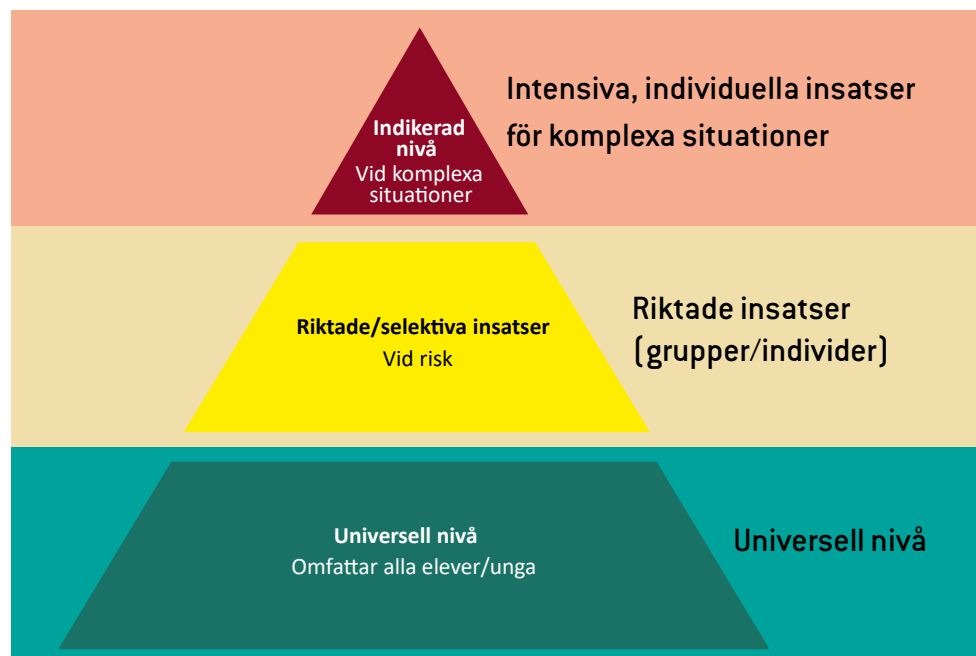 Indikerad
nivå
Vid komplexa
situationer
Intensiva, individuella insatser
för komplexa situationer
Riktade/selektiva insatser
Vid risk
Riktade insatser
(grupper/individer)
Universell nivå
Omfattar alla elever/unga
Universell nivå